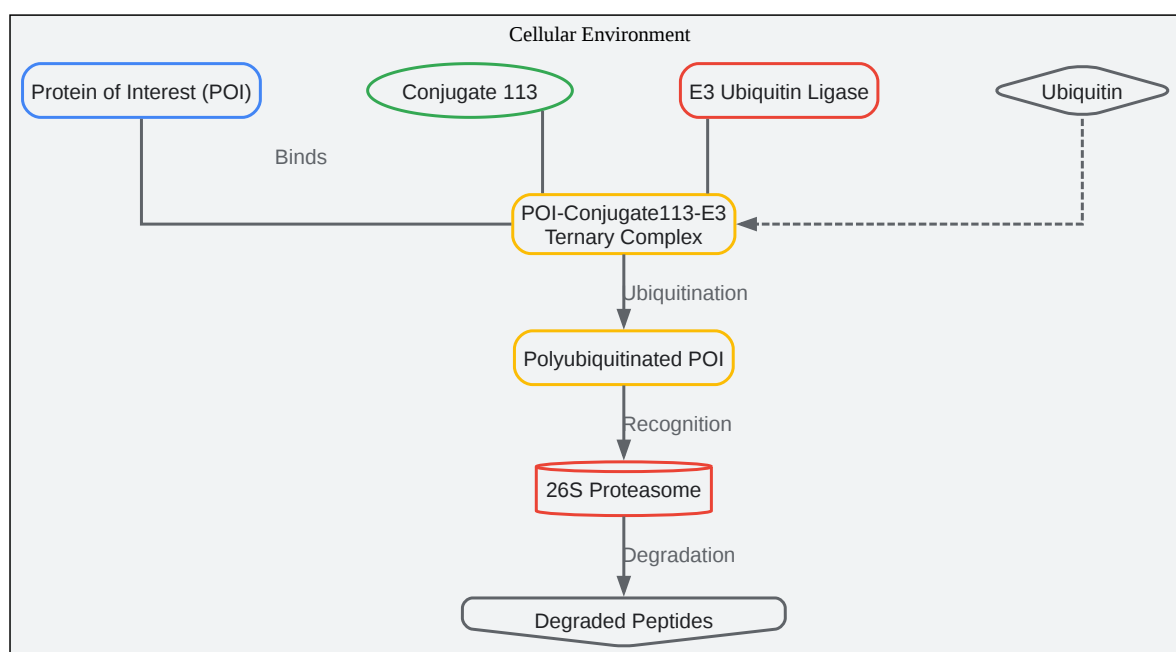 Cellular Environment
Protein of Interest (POI)
Conjugate 113
E3 Ubiquitin Ligase
Ubiquitin
Binds
POI-Conjugate113-E3
Ternary Complex
Ubiquitination
Polyubiquitinated POI
Recognition
26S Proteasome
Degradation
Degraded Peptides